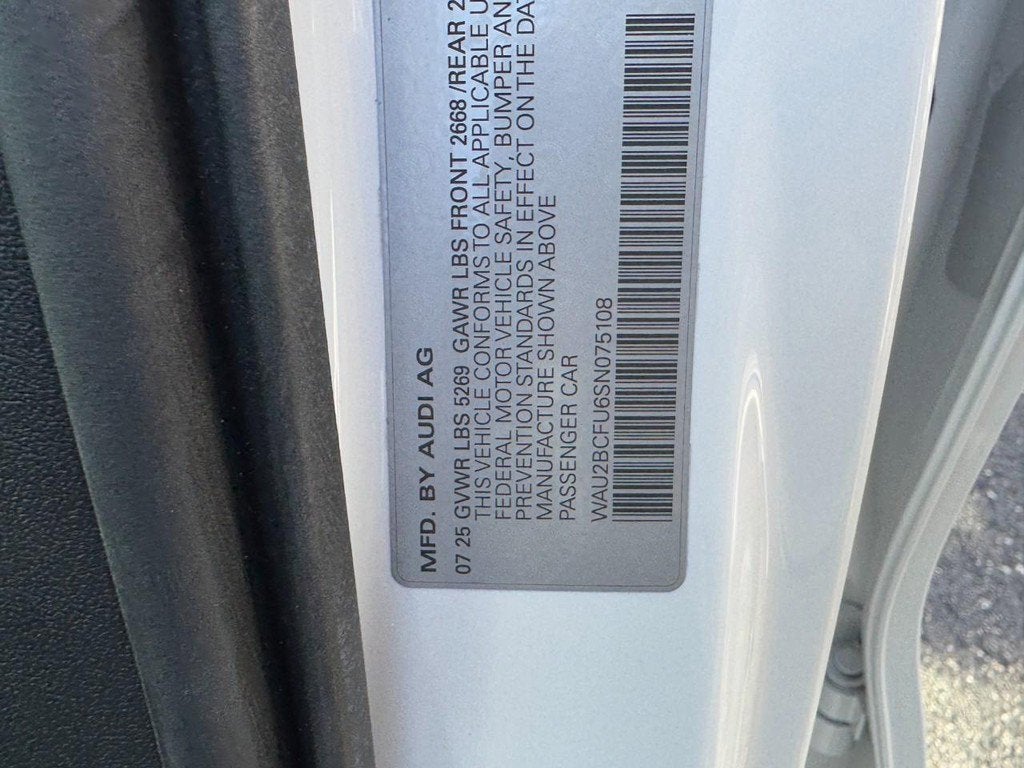 MFD. BY AUDI AG
07 25 GVWR LBS 5269 GAWR LBS FRONT 2668 /REAR 2
THIS VEHICLE CONFORMS TO ALL APPLICABLE U
FEDERAL MOTOR VEHICLE SAFETY, BUMPER AN
PREVENTION STANDARDS IN EFFECT ON THE DA
MANUFACTURE SHOWN ABOVE
PASSENGER CAR
WAU2BCFU6SN075108